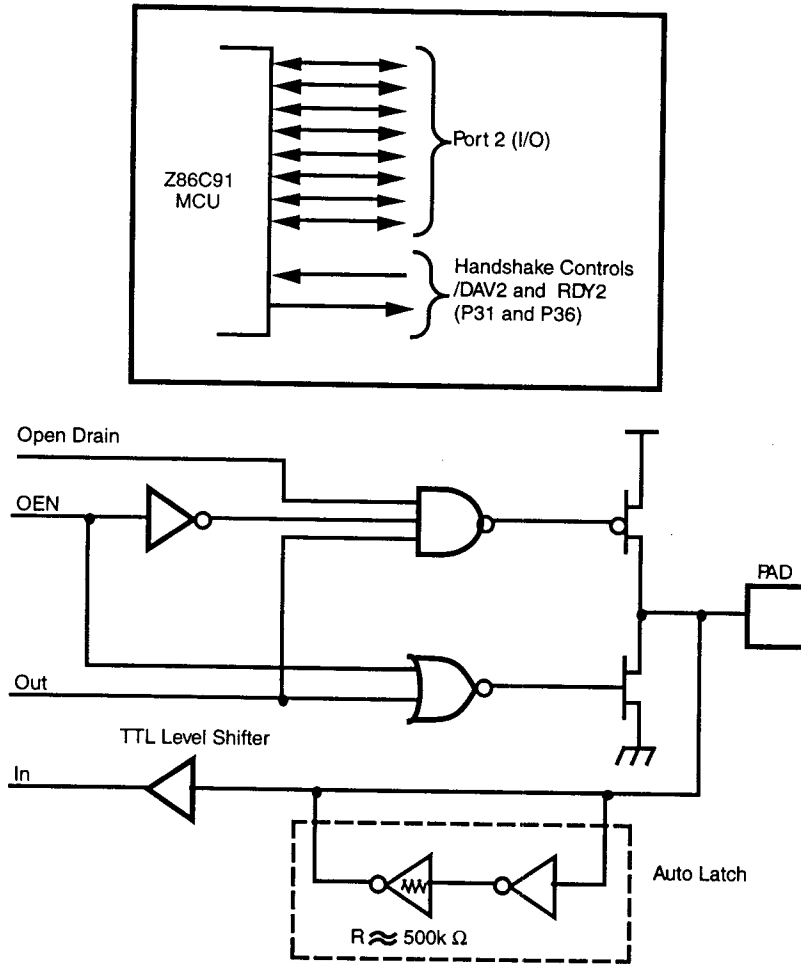 Z86C91
MCU
Port 2 (I/O)
Handshake Controls
/DAV2 and RDY2
(P31 and P36)
Open Drain
OEN
PAD
Out
TTL Level Shifter
In
Auto Latch
R ≈ 500k Ω